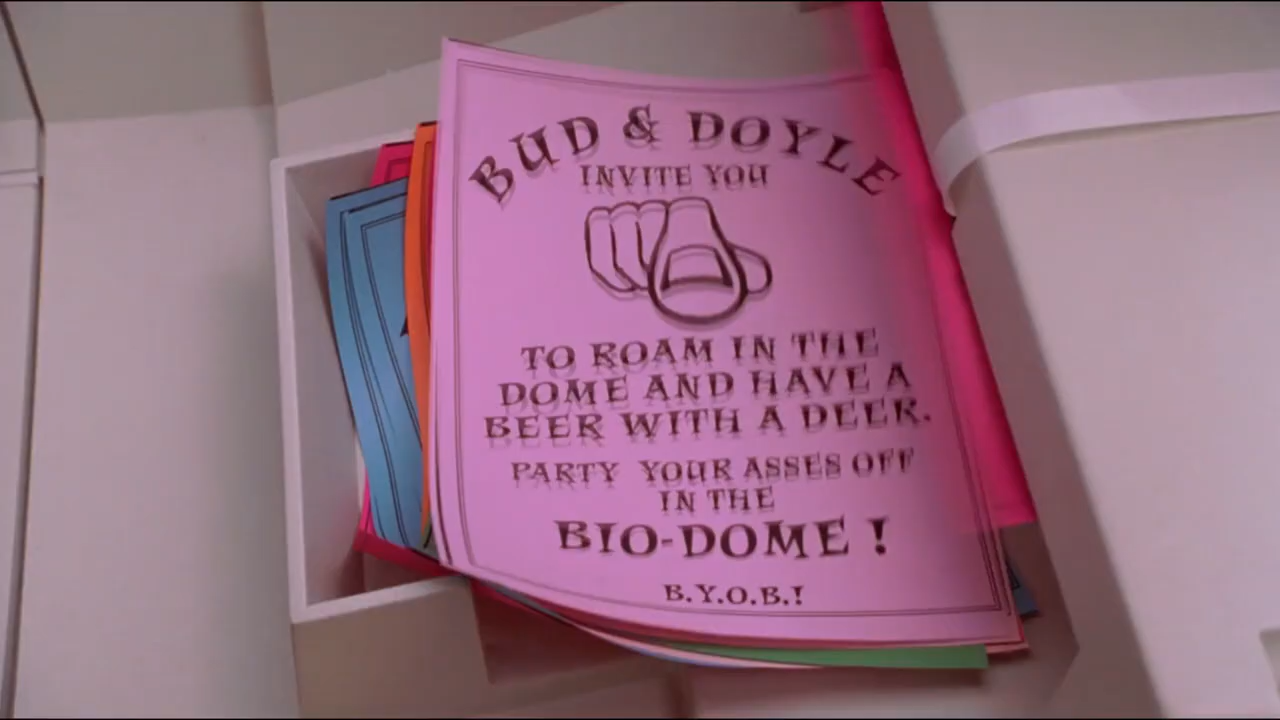 BUD & DOYLE
INVITE YOU
TO ROAM IN THE
DOME AND HAVE A
BEER WITH A DEER.
PARTY YOUR ASSES OFF
IN THE
BIO-DOME !
B.Y.O.B.!